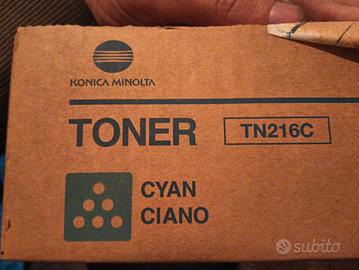 KONICA MINOLTA
TONER TN216C
CYAN
CIANO
subito